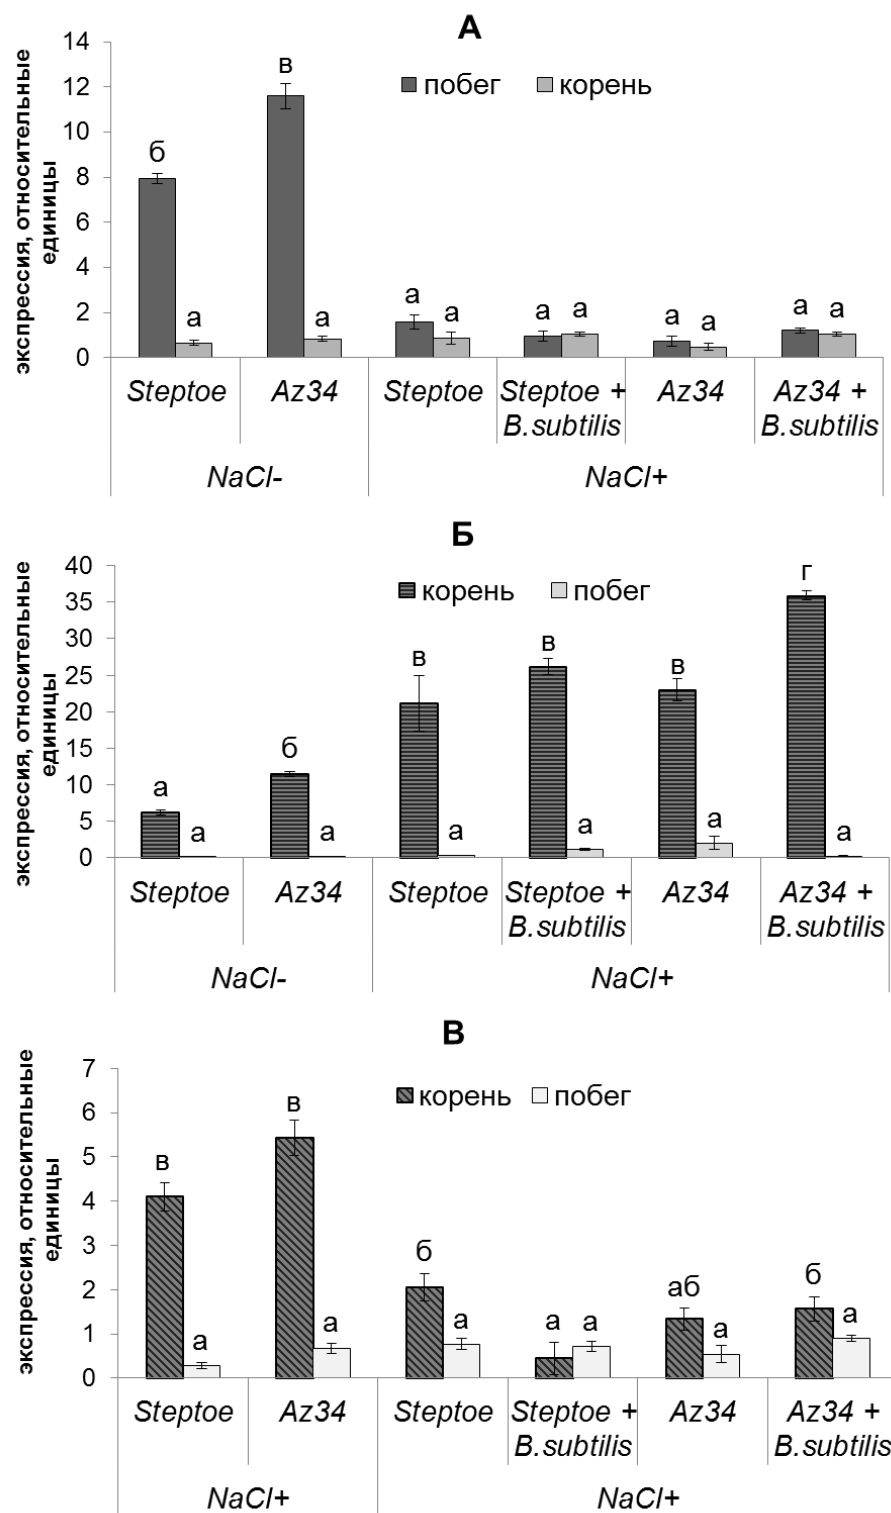 А
экспрессия, относительные
единицы
14
12
10
8
6
4
2
0
побег
корень
б
а
в
а
а
а
а
а
а
а
а
а
Steptoe
Az34
Steptoe
Steptoe +
B.subtilis
Az34
Az34 +
B.subtilis
NaCl-
NaCl+
Б
экспрессия, относительные
единицы
40
35
30
25
20
15
10
5
0
корень
побег
а
а
б
а
в
а
в
а
в
а
г
а
Steptoe
Az34
Steptoe
Steptoe +
B.subtilis
Az34
Az34 +
B.subtilis
NaCl-
NaCl+
В
экспрессия, относительные
единицы
7
6
5
4
3
2
1
0
корень
побег
в
а
в
а
б
а
а
а
аб
а
б
а
Steptoe
Az34
Steptoe
Steptoe +
B.subtilis
Az34
Az34 +
B.subtilis
NaCl+
NaCl+